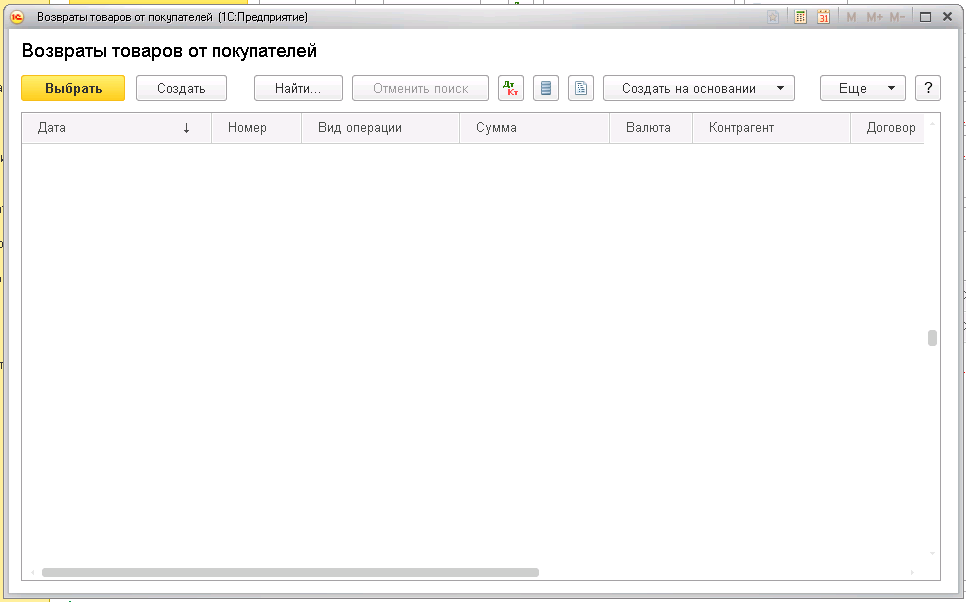 Возвраты товаров от покупателей (1С:Предприятие)
31 M M+ M-
Возвраты товаров от покупателей
Выбрать Создать Найти... Отменить поиск Дт Кт Создать на основании Еще ?
Дата ↓ Номер Вид операции Сумма Валюта Контрагент Договор